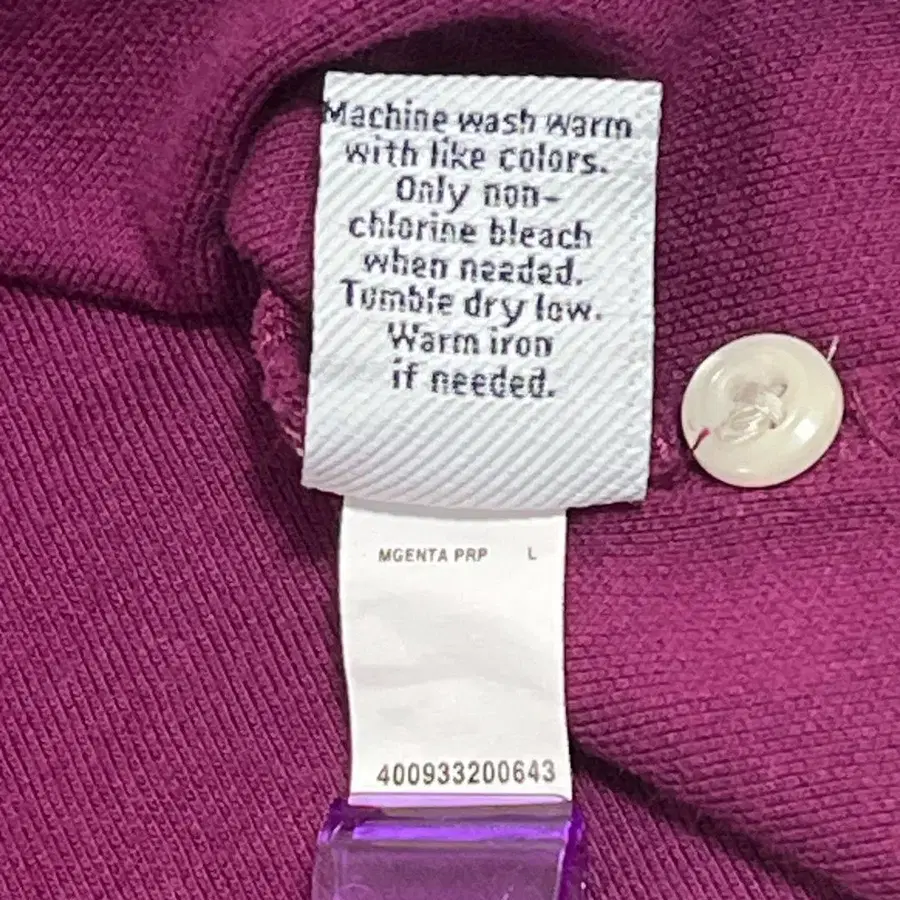 Machine wash warm
with like colors.
Only non-
chlorine bleach
when needed.
Tumble dry low.
Warm iron
if needed.
MGENTA PRP L
400933200643